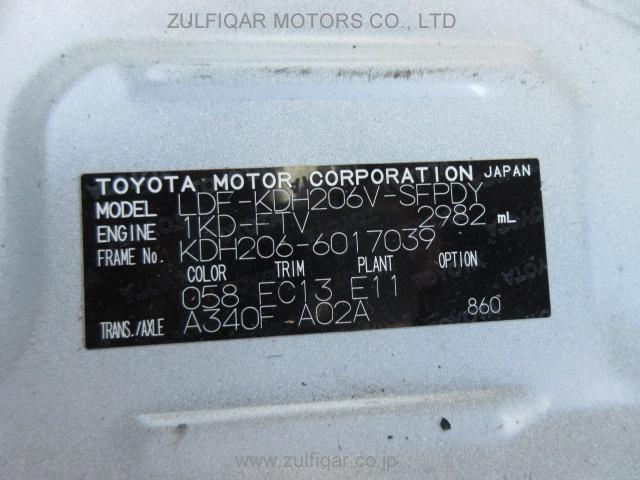 ZULFIQAR MOTORS CO., LTD
TOYOTA MOTOR CORPORATION JAPAN
MODEL LDF-KDH206V-SFPDY
ENGINE 1KD-FTV 2982 mL
FRAME No. KDH206-6017039
COLOR TRIM PLANT
058 FC13 E11
TRANS./AXLE A340F A02A 860
www.zulfiqar.co.jp